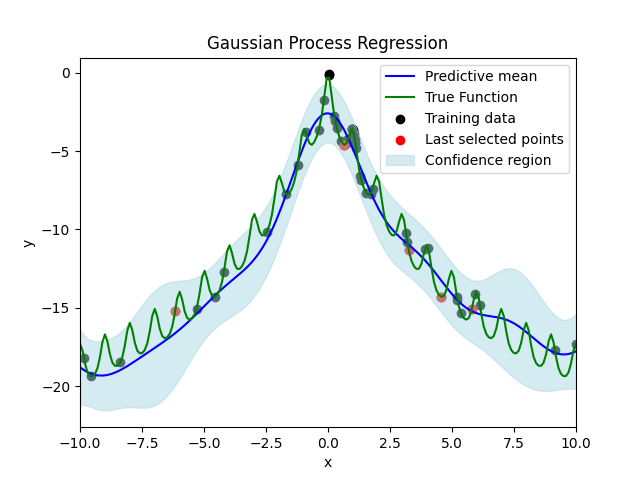 Gaussian Process Regression
Predictive mean
True Function
Training data
Last selected points
Confidence region
y
0
−5
−10
−15
−20
−10.0 −7.5 −5.0 −2.5 0.0 2.5 5.0 7.5 10.0
x